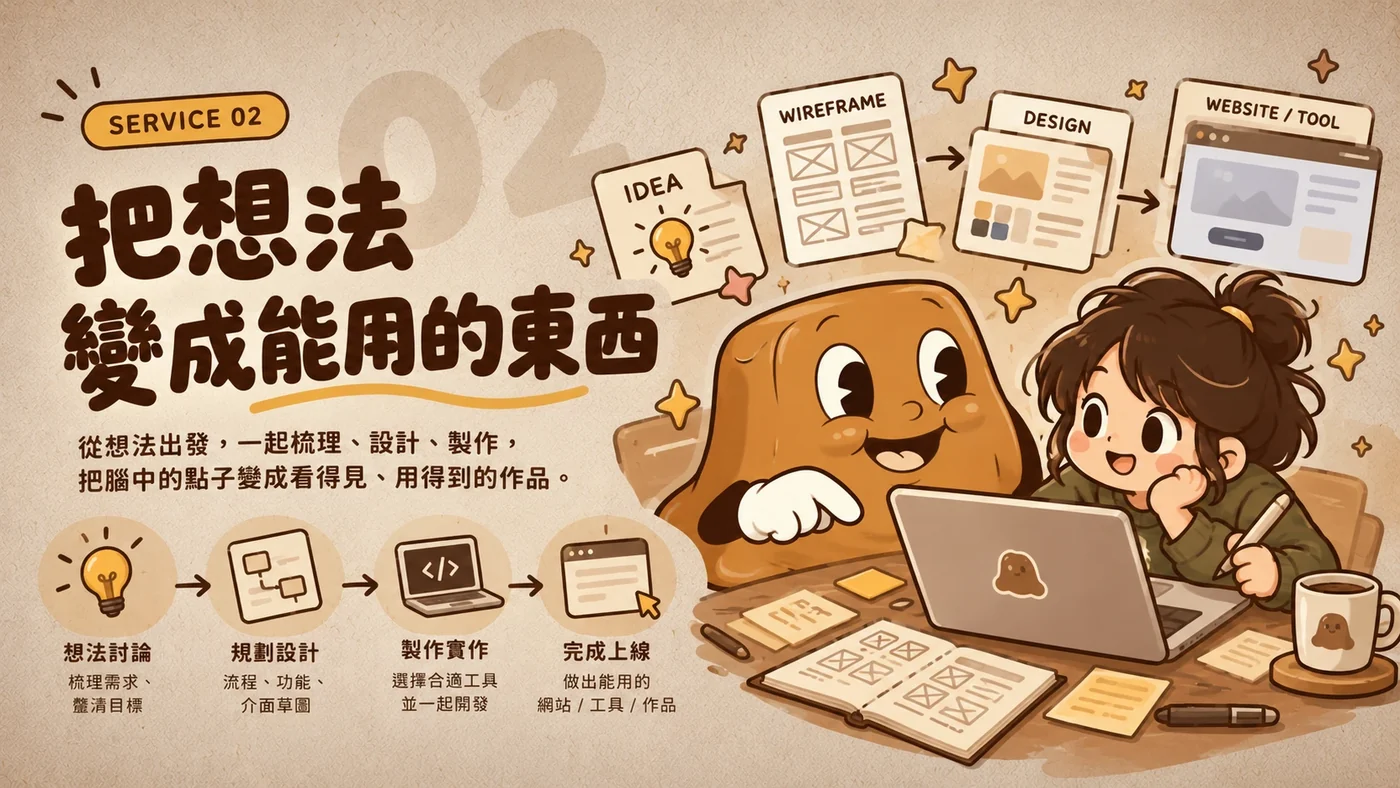 SERVICE 02
02
把想法
變成能用的東西
從想法出發，一起梳理、設計、製作，
把腦中的點子變成看得見、用得到的作品。
想法討論
梳理需求、
釐清目標
規劃設計
流程、功能、
介面草圖
</>
製作實作
選擇合適工具
並一起開發
完成上線
做出能用的
網站 / 工具 / 作品
IDEA
WIREFRAME
DESIGN
WEBSITE / TOOL